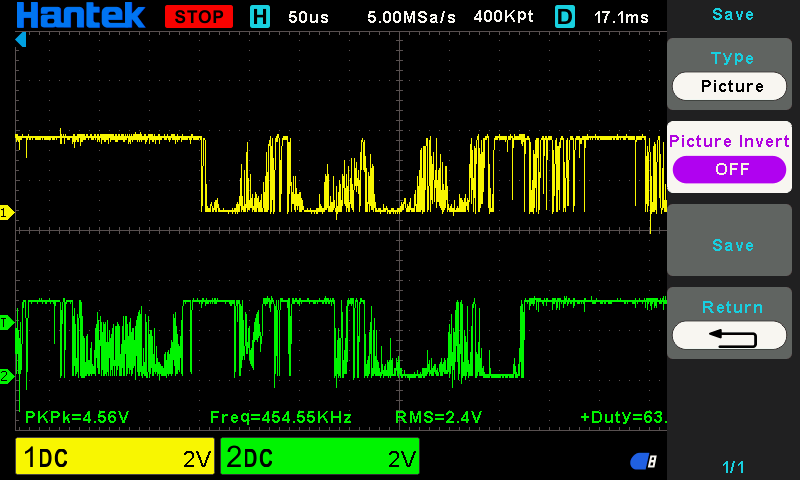 Hantek STOP H 50us 5.00MSa/s 400Kpt D 17.1ms
Save
Type
Picture
Picture Invert
OFF
Save
Return
1/1
1
T
2
PKPk=4.56V Freq=454.55KHz RMS=2.4V +Duty=63.
1DC 2V 2DC 2V